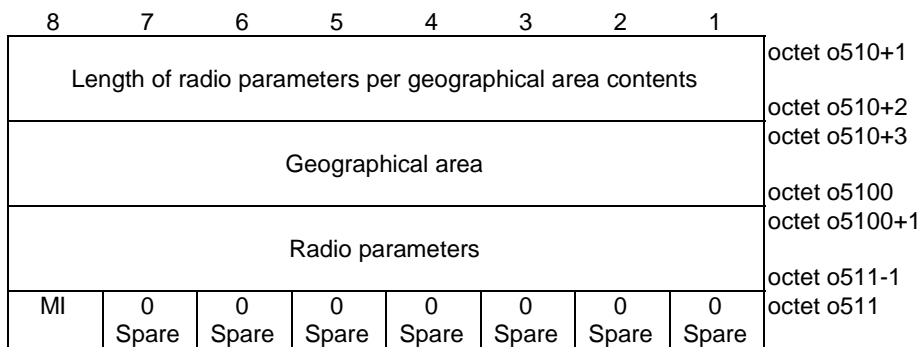 8 7 6 5 4 3 2 1
octet o510+1
Length of radio parameters per geographical area contents
octet o510+2
octet o510+3
Geographical area
octet o5100
octet o5100+1
Radio parameters
octet o511-1
MI 0 0 0 0 0 0 0 octet o511
Spare Spare Spare Spare Spare Spare Spare